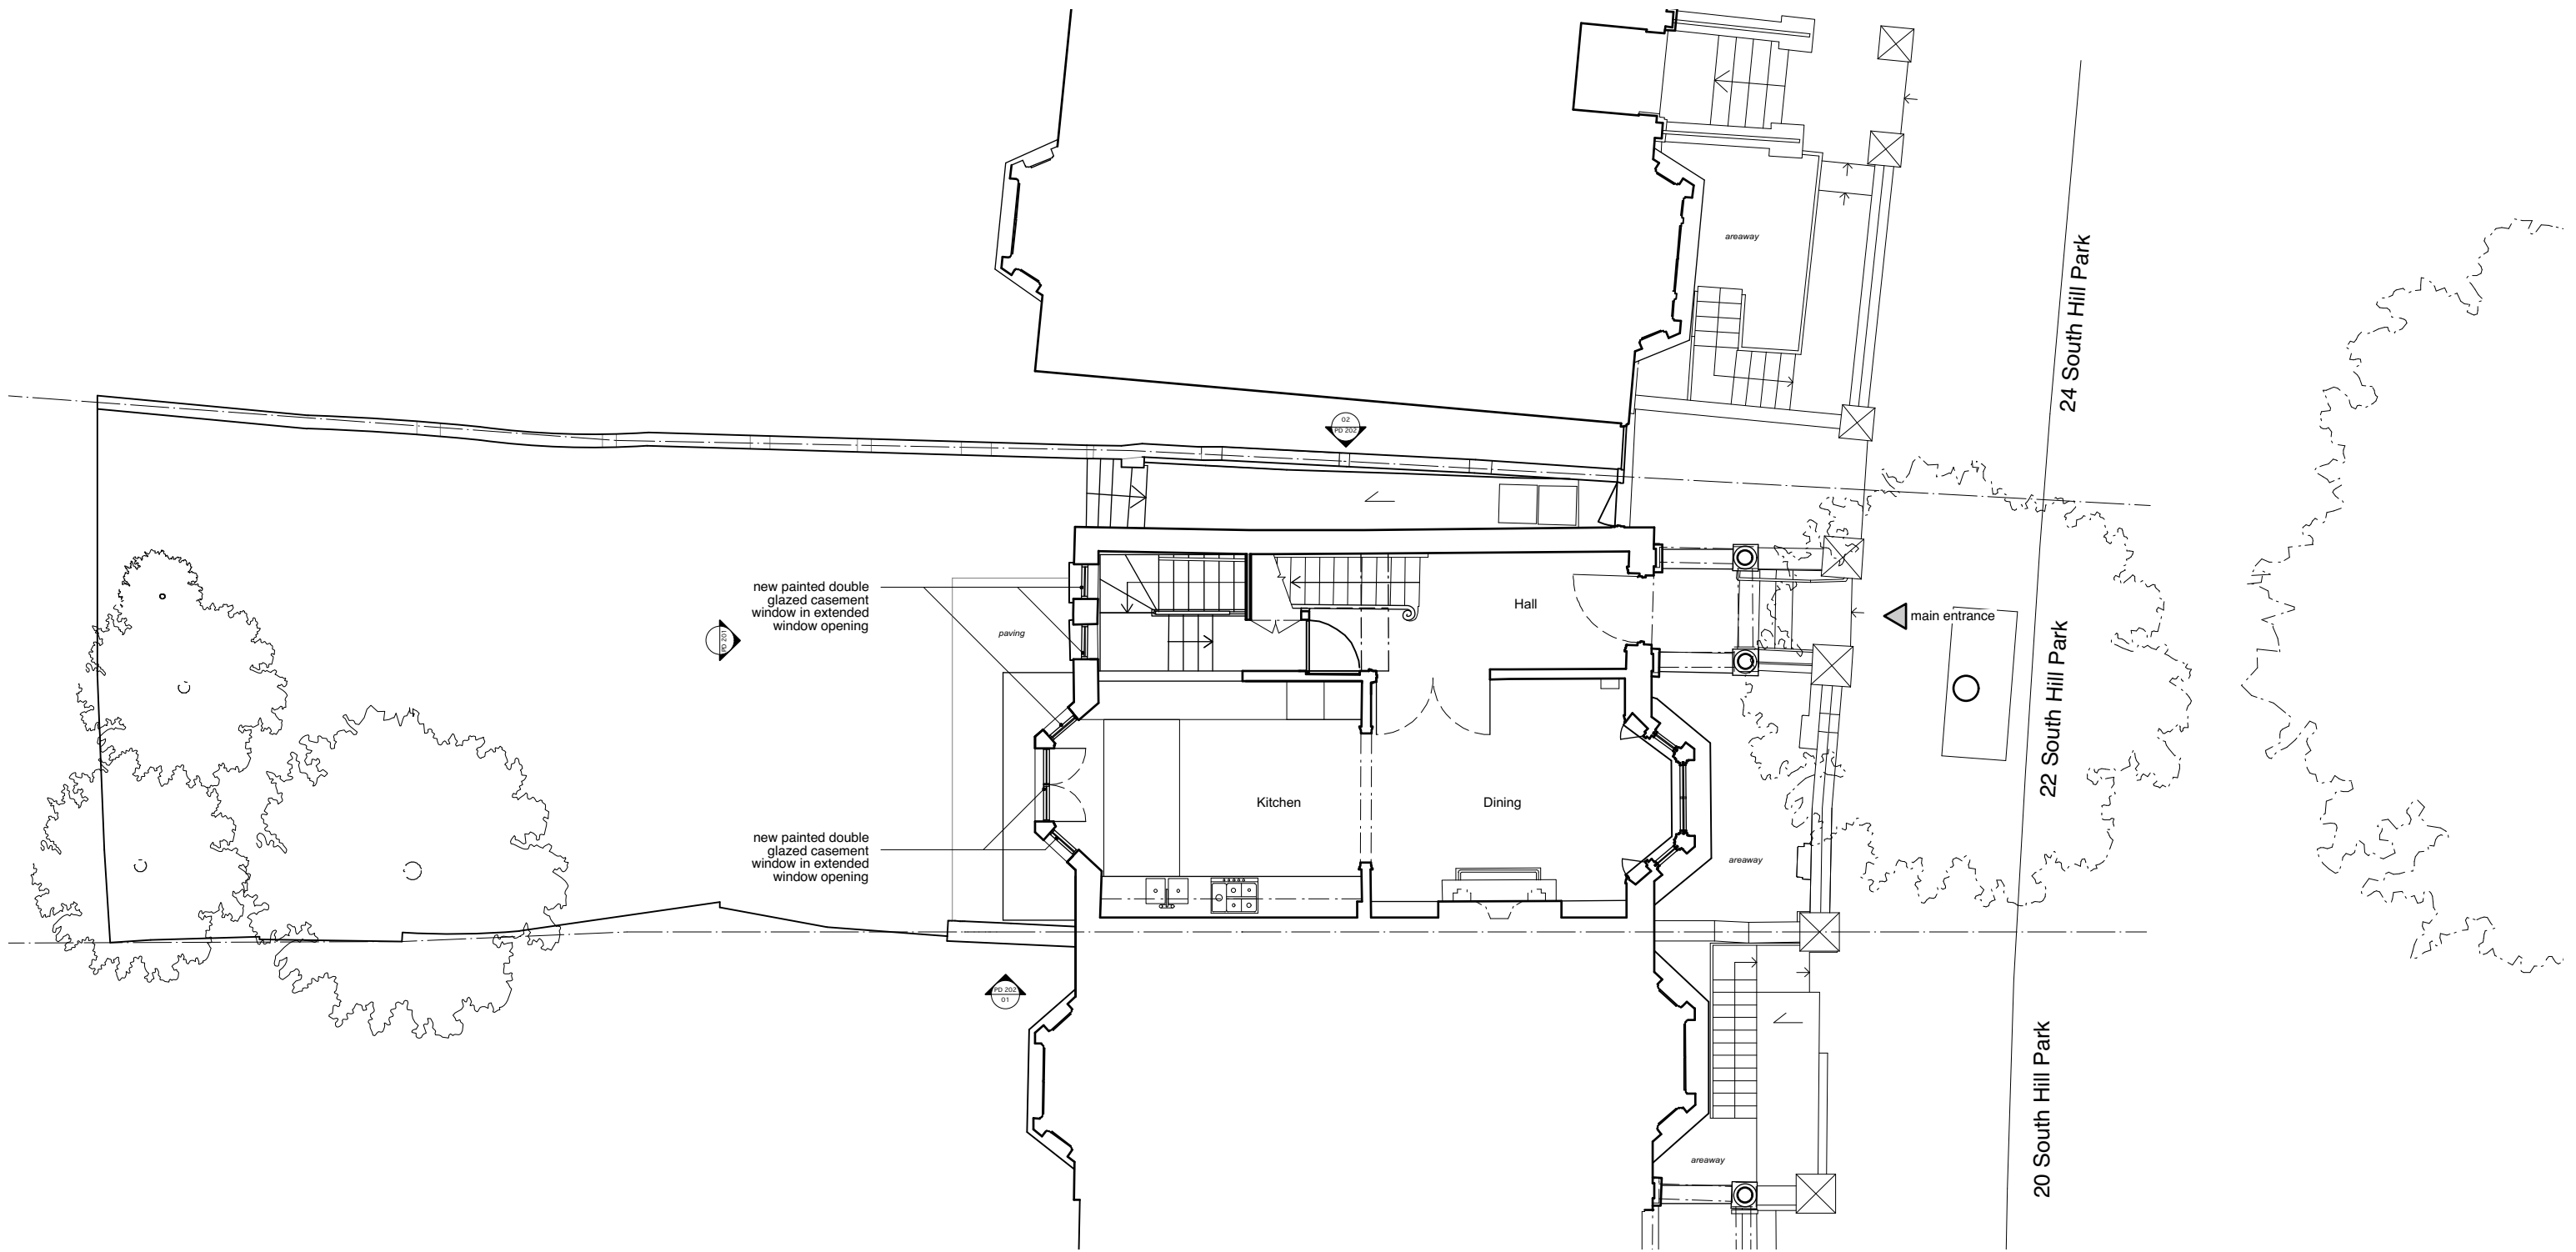 areaway
24 South Hill Park
02
PD 202
new painted double
glazed casement
window in extended
window opening
paving
PD 201
Hall
main entrance
22 South Hill Park
Kitchen
Dining
new painted double
glazed casement
window in extended
window opening
areaway
PD 202
01
20 South Hill Park
areaway